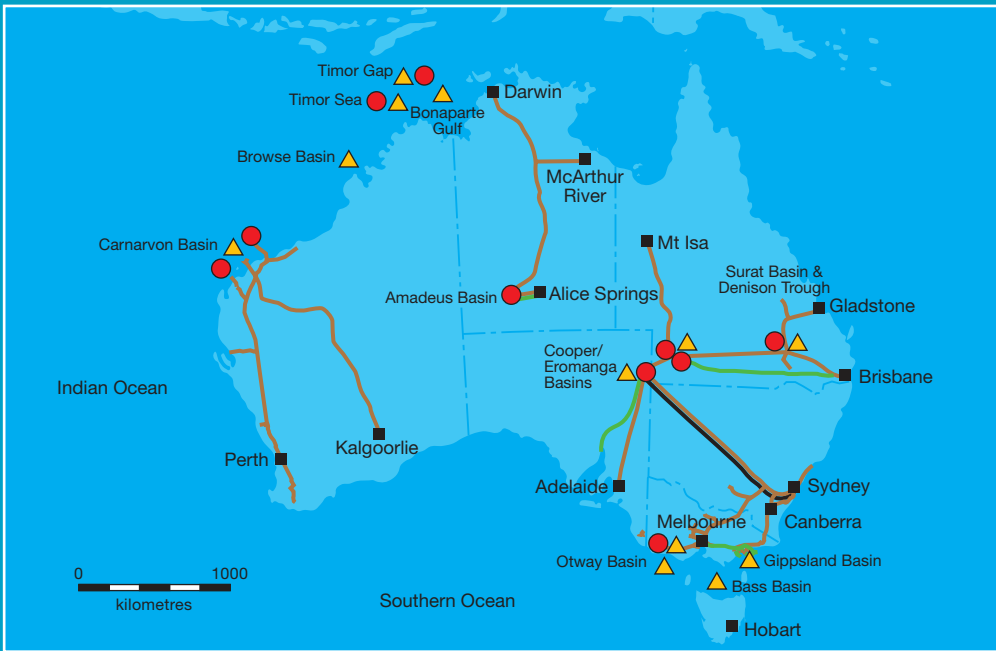 Timor Gap
Timor Sea
Bonaparte
Gulf
Darwin
Browse Basin
McArthur
River
Carnarvon Basin
Mt Isa
Surat Basin &
Denison Trough
Amadeus Basin
Alice Springs
Gladstone
Cooper/
Eromanga
Basins
Indian Ocean
Brisbane
Perth
Kalgoorlie
Adelaide
Sydney
Melbourne
Canberra
Otway Basin
Gippsland Basin
0 1000
kilometres
Bass Basin
Southern Ocean
Hobart